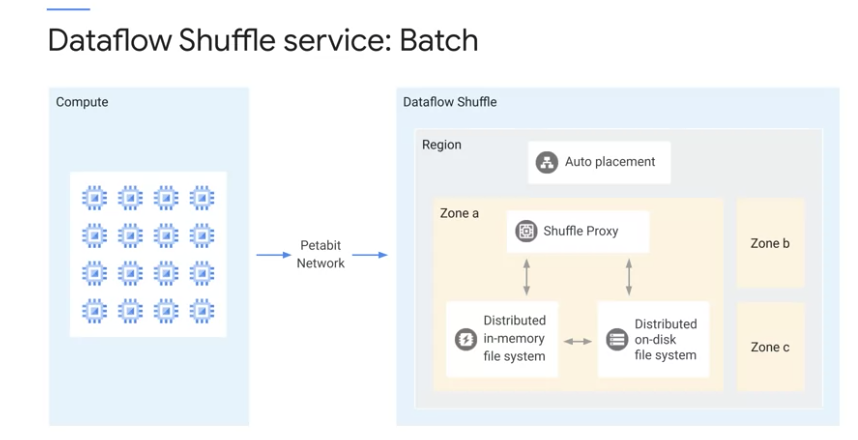 Dataflow Shuffle service: Batch
Compute
Petabit
Network
Dataflow Shuffle
Region
Auto placement
Zone a
Shuffle Proxy
Distributed
in-memory
file system
Distributed
on-disk
file system
Zone b
Zone c